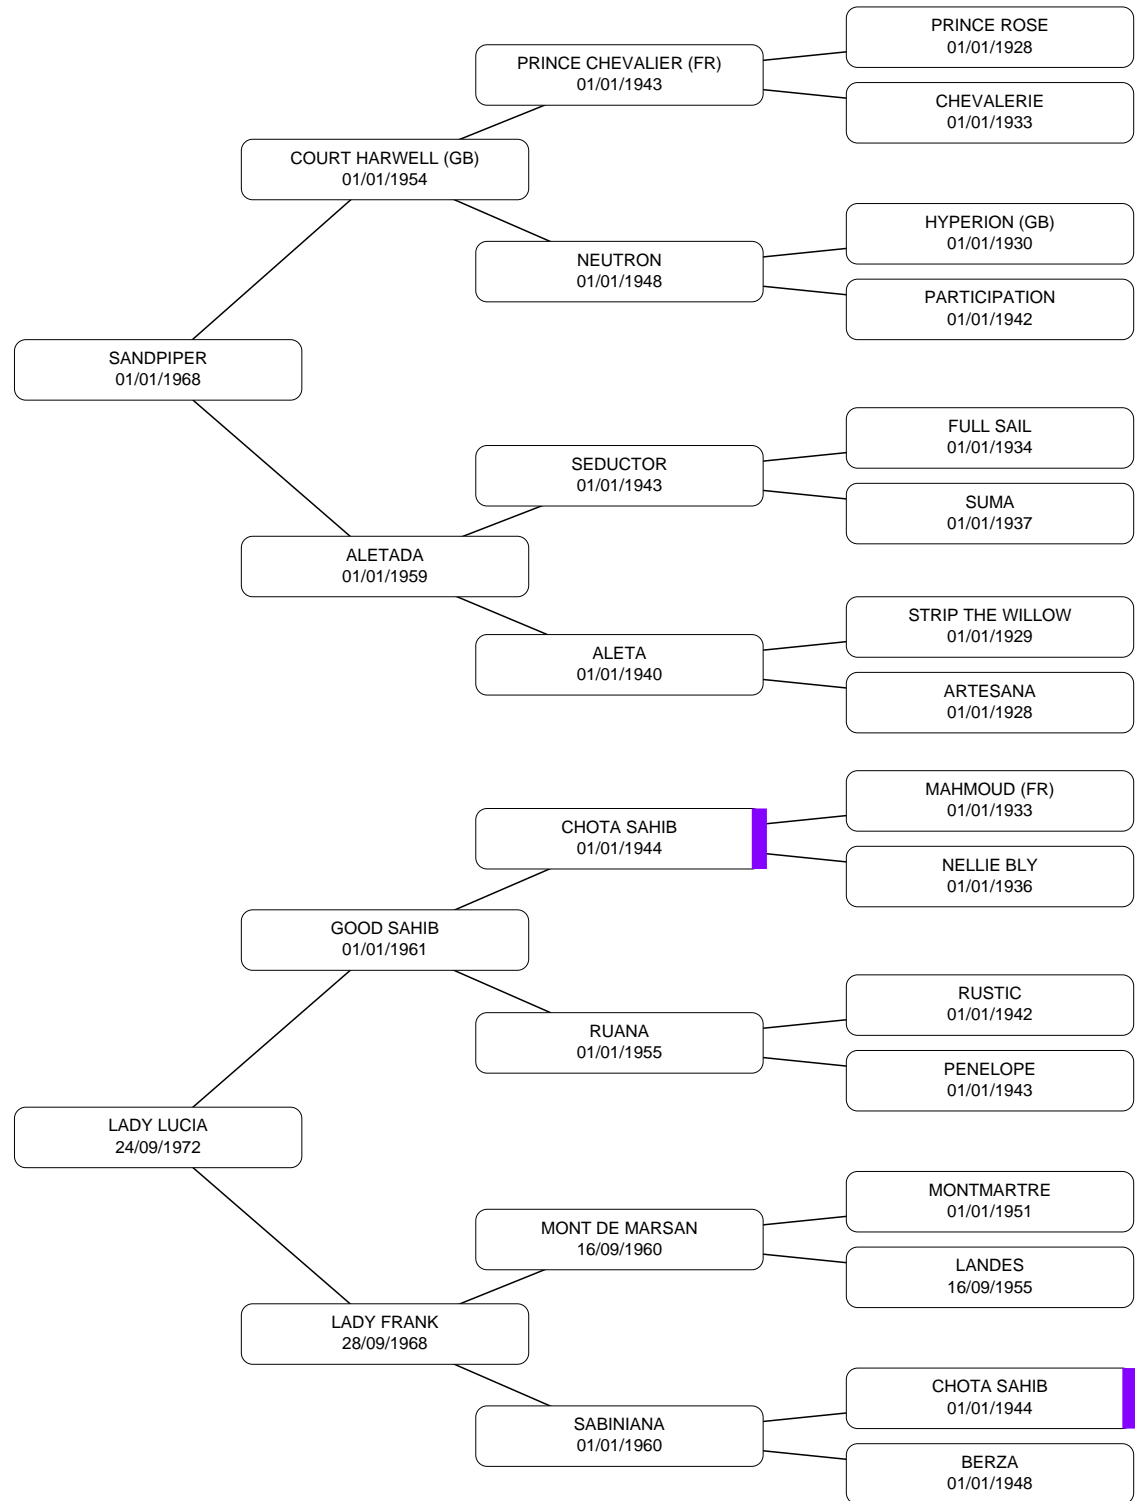 PRINCE ROSE
01/01/1928
PRINCE CHEVALIER (FR)
01/01/1943
CHEVALERIE
01/01/1933
COURT HARWELL (GB)
01/01/1954
HYPERION (GB)
01/01/1930
NEUTRON
01/01/1948
PARTICIPATION
01/01/1942
SANDPIPER
01/01/1968
FULL SAIL
01/01/1934
SEDUCTOR
01/01/1943
SUMA
01/01/1937
ALETADA
01/01/1959
STRIP THE WILLOW
01/01/1929
ALETA
01/01/1940
ARTESANA
01/01/1928
MAHMOUD (FR)
01/01/1933
CHOTA SAHIB
01/01/1944
NELLIE BLY
01/01/1936
GOOD SAHIB
01/01/1961
RUSTIC
01/01/1942
RUANA
01/01/1955
PENELOPE
01/01/1943
LADY LUCIA
24/09/1972
MONTMARTRE
01/01/1951
MONT DE MARSAN
16/09/1960
LANDES
16/09/1955
LADY FRANK
28/09/1968
CHOTA SAHIB
01/01/1944
SABINIANA
01/01/1960
BERZA
01/01/1948